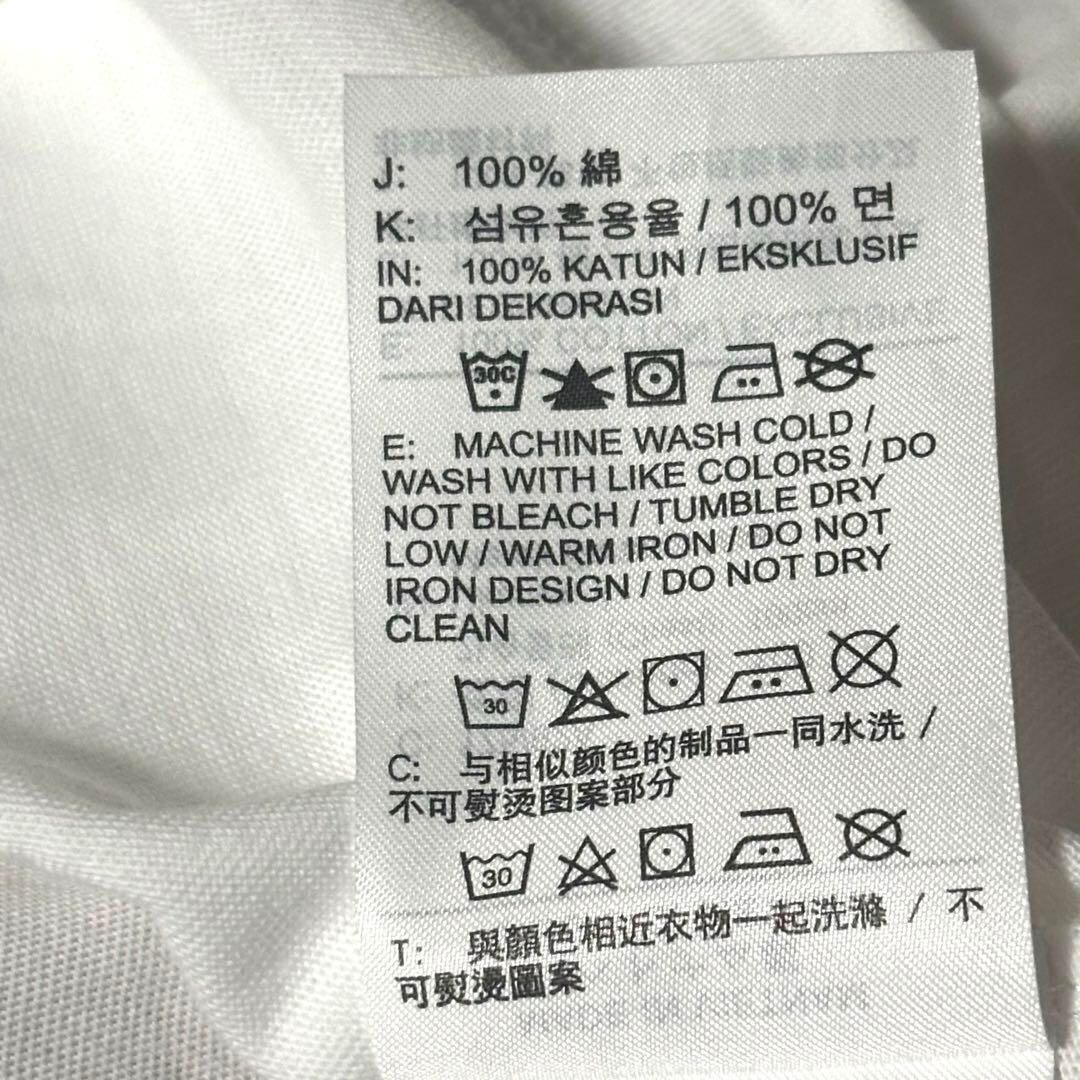 J: 100% 綿
K: 섬유혼용율 / 100% 면
IN: 100% KATUN / EKSKLUSIF
DARI DEKORASI
30C
E: MACHINE WASH COLD /
WASH WITH LIKE COLORS / DO
NOT BLEACH / TUMBLE DRY
LOW / WARM IRON / DO NOT
IRON DESIGN / DO NOT DRY
CLEAN
30
C: 与相似颜色的制品一同水洗 /
不可熨烫图案部分
30
T: 與顏色相近衣物一起洗滌 / 不
可熨燙圖案